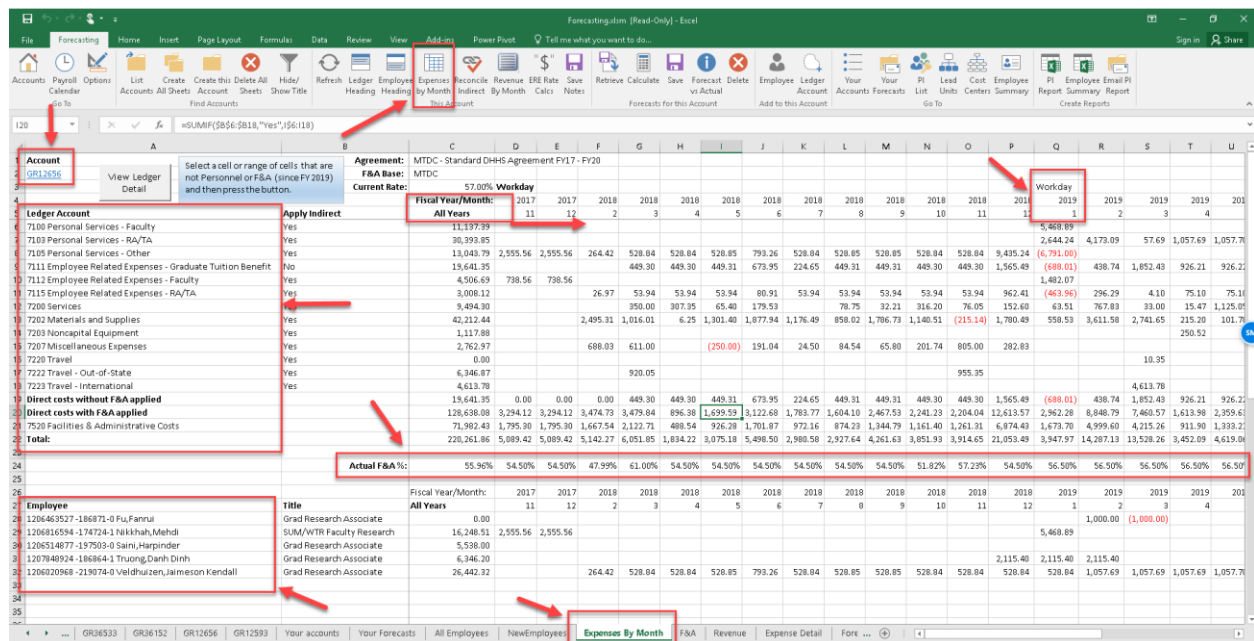 Forecasting.xlsm [Read-Only] - Excel
File Forecasting Home Insert Page Layout Formulas Data Review View Add-ins Power Pivot Tell me what you want to do... Sign in Share
Accounts Payroll Calendar Options List Accounts Create All Sheets Create this Account Delete All Sheets Hide/ Show Title Refresh Ledger Heading Employee Heading Expenses by Month Reconcile Indirect Revenue By Month ERE Rate Calcs Save Notes Retrieve Calculate Save Forecast vs Actual Delete Employee Ledger Account Your Accounts Your Forecasts PI List Lead Units Cost Centers Employee Summary PI Report Employee Summary Email PI Report
Go To Find Accounts This Account Forecasts for this Account Add to this Account Go To Create Reports
I20 =SUMIF($B$6:$B18,"Yes",I$6:I18)
A B C D E F G H I J K L M N O P Q R S T U
1 Account Agreement: MTDC - Standard DHHS Agreement FY17 - FY20
2 GR12656 F&A Base: MTDC
View Ledger Detail
Select a cell or range of cells that are not Personnel or F&A (since FY2019) and then press the button.
3 Current Rate: 57.00% Workday Workday
4 Fiscal Year/Month: 2017 2017 2018 2018 2018 2018 2018 2018 2018 2018 2018 2018 2018 2019 2019 2019 2019
5 Ledger Account Apply Indirect All Years 11 12 2 3 4 5 6 7 8 9 10 11 12 1 2 3 4
7100 Personal Services - Faculty Yes 11,137.39 5,468.89
7103 Personal Services - RA/TA Yes 30,393.85 2,644.24 4,173.09 57.69 1,057.69
7105 Personal Services - Other Yes 13,043.79 2,555.56 2,555.56 264.42 528.84 528.84 528.85 793.26 528.84 528.85 528.84 528.84 528.84 9,435.24 (6,791.00)
7111 Employee Related Expenses - Graduate Tuition Benefit No 19,641.35 449.30 449.30 449.31 673.95 224.65 449.31 449.31 449.30 449.30 1,565.49 (688.01) 438.74 1,852.43 926.21
7112 Employee Related Expenses - Faculty Yes 4,506.69 738.56 738.56 1,482.07
7115 Employee Related Expenses - RA/TA Yes 3,008.12 26.97 53.94 53.94 53.94 80.91 53.94 53.94 53.94 53.94 53.94 962.41 (463.96) 296.29 4.10 75.10
7200 Services 9,494.30 350.00 307.35 65.40 179.53 78.75 32.21 316.20 76.05 152.60 63.51 767.83 33.00 15.47
7202 Materials and Supplies Yes 42,212.44 2,495.31 1,016.01 6.25 1,301.40 1,877.94 1,176.49 858.02 1,786.73 1,140.51 (215.14) 1,780.49 558.53 3,611.58 2,741.65 215.20
7203 Noncapital Equipment Yes 1,117.88 250.52
7207 Miscellaneous Expenses Yes 2,762.97 688.03 611.00 (250.00) 191.04 24.50 84.54 65.80 201.74 805.00 282.83
7220 Travel Yes 0.00 10.35
7222 Travel - Out-of-State Yes 6,346.87 920.05 955.35
7223 Travel - International Yes 4,613.78 4,613.78
Direct costs without F&A applied 19,641.35 0.00 0.00 0.00 449.30 449.30 449.31 673.95 224.65 449.31 449.31 449.30 449.30 1,565.49 (688.01) 438.74 1,852.43 926.21
Direct costs with F&A applied 128,638.08 3,294.12 3,294.12 3,474.73 3,479.84 896.38 1,699.59 3,122.68 1,783.77 1,604.10 2,467.53 2,241.23 2,204.04 12,613.57 2,962.28 8,848.79 7,460.57 1,613.98
7520 Facilities & Administrative Costs 71,982.43 1,795.30 1,795.30 1,667.54 2,122.71 488.54 926.28 1,701.87 972.16 874.23 1,344.79 1,161.40 1,261.31 6,874.43 1,673.70 4,999.60 4,215.26 911.90
Total: 220,261.86 5,089.42 5,089.42 5,142.27 6,051.85 1,834.22 3,075.18 5,498.50 2,980.58 2,927.64 4,261.63 3,851.93 3,914.65 21,053.49 3,947.97 14,287.13 13,528.26 3,452.09
24 Actual F&A %: 55.96% 54.50% 54.50% 47.99% 61.00% 54.50% 54.50% 54.50% 54.50% 54.50% 54.50% 51.82% 57.23% 54.50% 56.50% 56.50% 56.50% 56.50%
26 Fiscal Year/Month: 2017 2017 2018 2018 2018 2018 2018 2018 2018 2018 2018 2018 2018 2019 2019 2019 2019
Employee Title All Years 11 12 2 3 4 5 6 7 8 9 10 11 12 1 2 3 4
1206463527 -186871-0 Fu,Fanrui Grad Research Associate 0.00 1,000.00 (1,000.00)
1206816594 -174724-1 Nikkhah,Mehdi SUM/WTR Faculty Research 16,248.51 2,555.56 2,555.56 5,468.89
1206514877 -197503-0 Saini,Harpinder Grad Research Associate 5,538.00
1207848924 -186864-1 Truong,Danh Dinh Grad Research Associate 6,346.20 2,115.40 2,115.40 2,115.40
1206020968 -219074-0 Veldhuizen,Jaimeson Kendall Grad Research Associate 26,442.32 264.42 528.84 528.84 528.85 793.26 528.84 528.85 528.84 528.84 528.84 528.84 528.84 1,057.69 1,057.69 1,057.69
34
35
... GR36533 GR36152 GR12656 GR12593 Your accounts Your Forecasts All Employees NewEmployees Expenses By Month F&A Revenue Expense Detail Fore ...